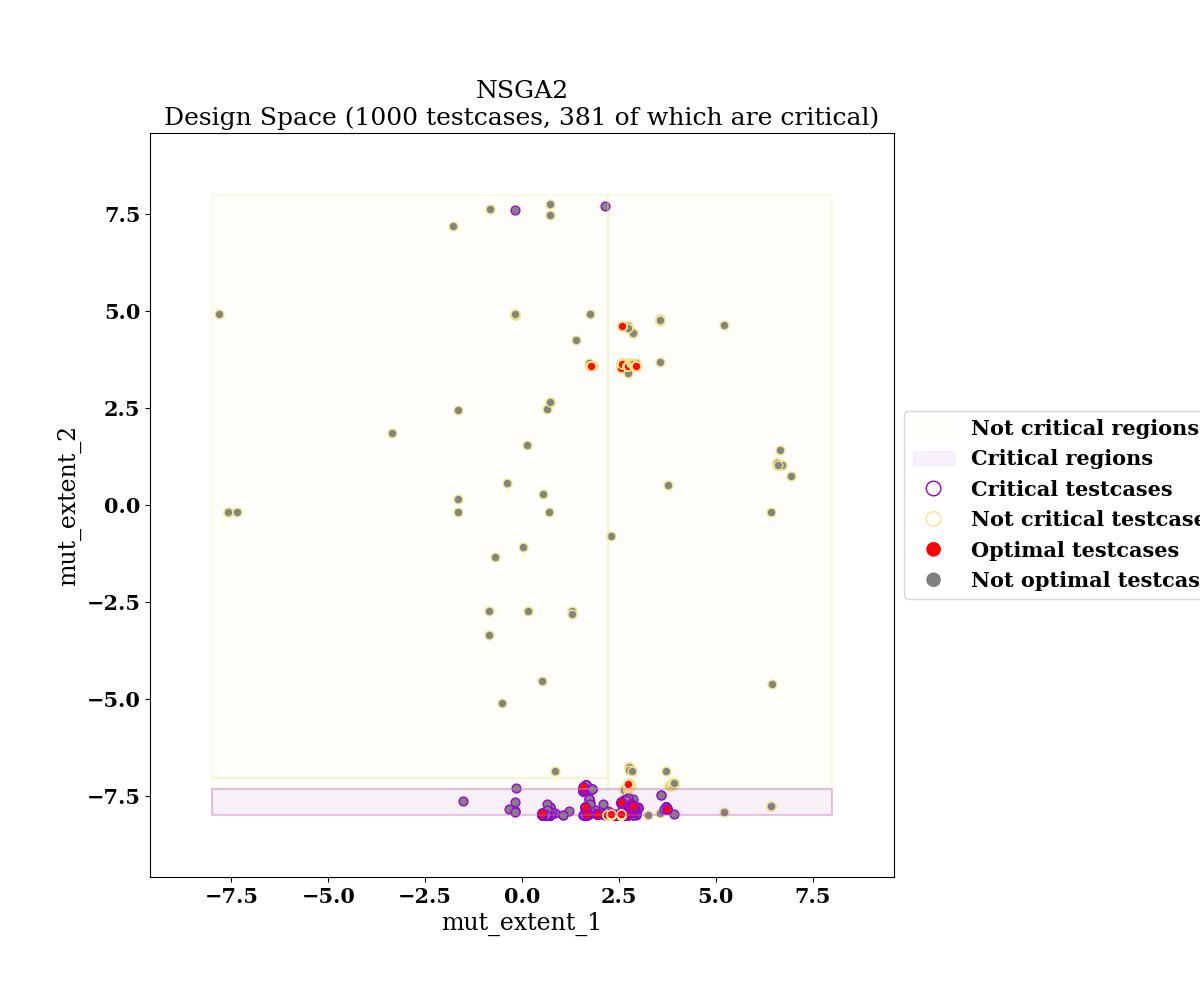 NSGA2
Design Space (1000 testcases, 381 of which are critical)
mut_extent_2
7.5
5.0
2.5
0.0
−2.5
−5.0
−7.5
−7.5
−5.0
−2.5
0.0
2.5
5.0
7.5
mut_extent_1
Not critical regions
Critical regions
Critical testcases
Not critical testcase
Optimal testcases
Not optimal testcas